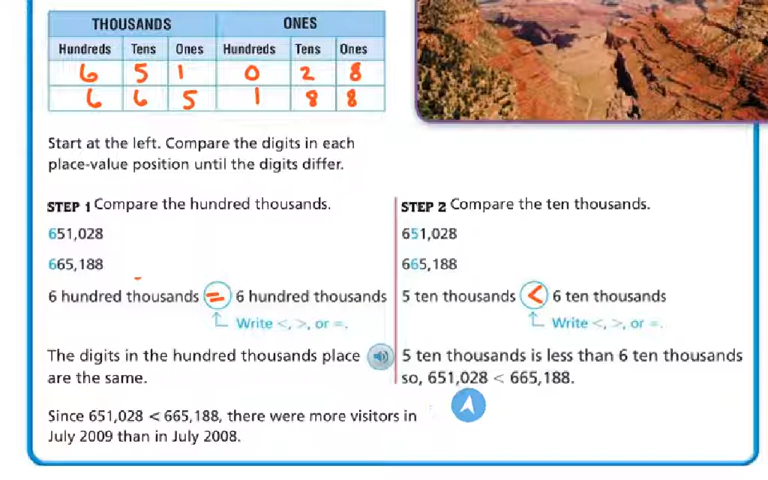 THOUSANDS ONES
Hundreds Tens Ones Hundreds Tens Ones
6 5 1 0 2 8
6 6 5 1 8 8
Start at the left. Compare the digits in each
place-value position until the digits differ.
STEP 1 Compare the hundred thousands.
651,028
665,188
6 hundred thousands = 6 hundred thousands
Write <, >, or =.
The digits in the hundred thousands place
are the same.
STEP 2 Compare the ten thousands.
651,028
665,188
5 ten thousands < 6 ten thousands
Write <, >, or =.
5 ten thousands is less than 6 ten thousands
so, 651,028 < 665,188.
Since 651,028 < 665,188, there were more visitors in
July 2009 than in July 2008.